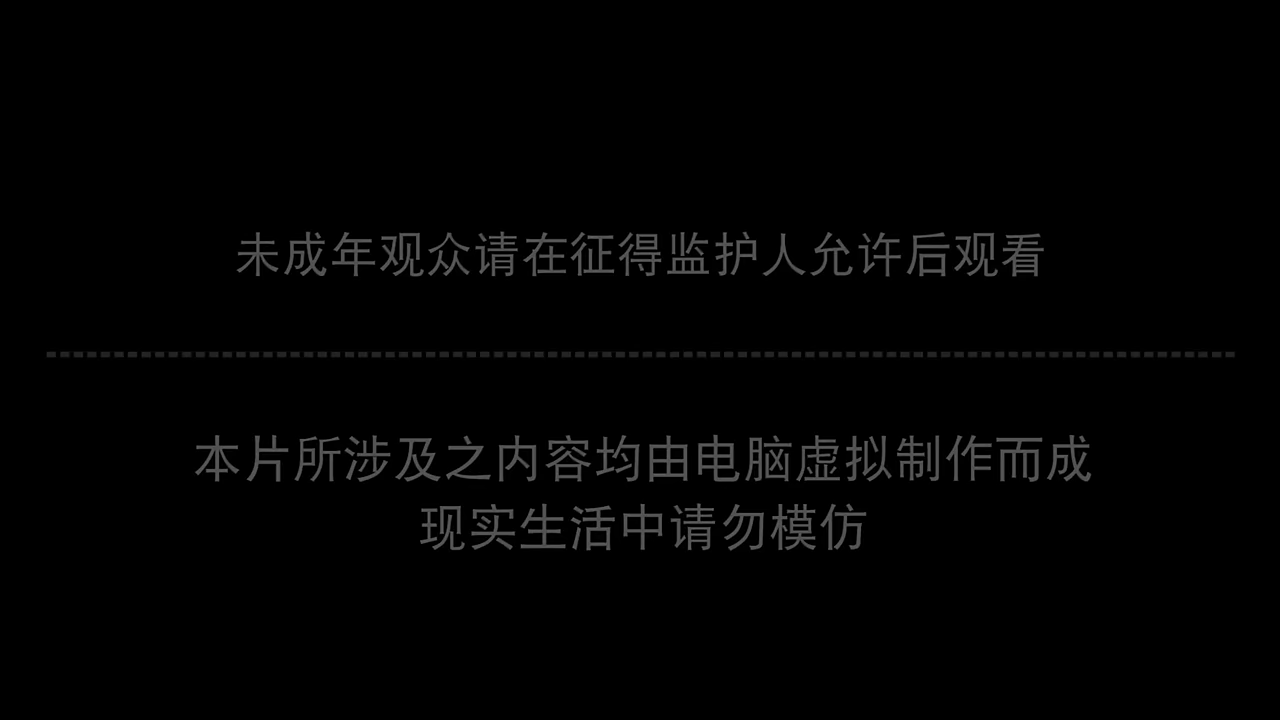 未成年观众请在征得监护人允许后观看
本片所涉及之内容均由电脑虚拟制作而成
现实生活中请勿模仿